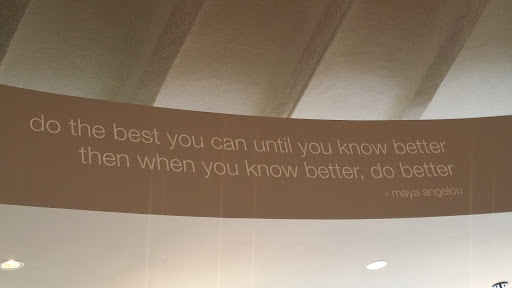 do the best you can until you know better
then when you know better, do better
- maya angelou